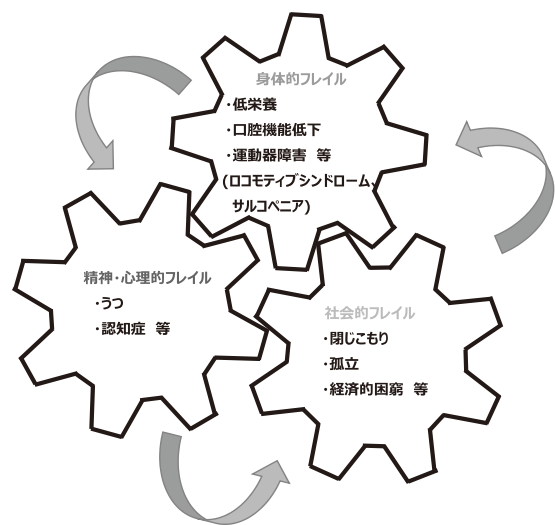 身体的フレイル
・低栄養
・口腔機能低下
・運動器障害 等
(ロコモティブシンドローム、
サルコペニア)
精神・心理的フレイル
・うつ
・認知症 等
社会的フレイル
・閉じこもり
・孤立
・経済的困窮 等